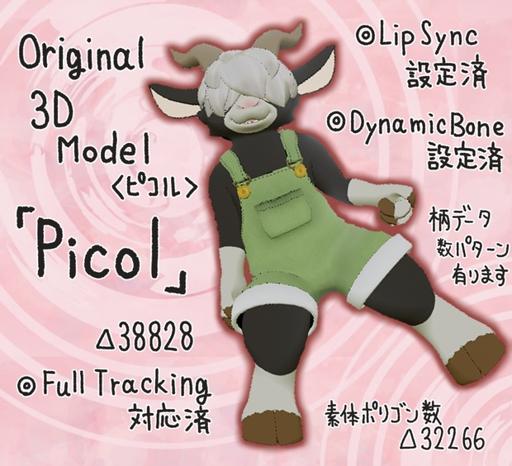 Original
3D
Model
<ピコル>
「Picol」
△38828
◎Full Tracking
対応済
◎Lip Sync
設定済
◎DynamicBone
設定済
柄データ
数パターン
有ります
素体ポリゴン数
△32266